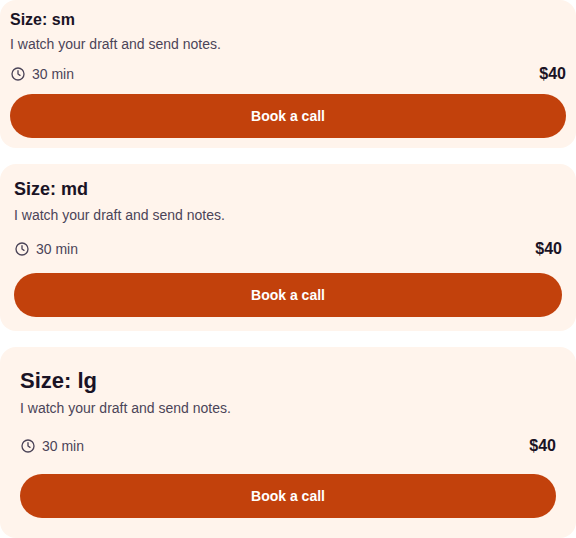 Size: sm
I watch your draft and send notes.
30 min $40
Book a call
Size: md
I watch your draft and send notes.
30 min $40
Book a call
Size: lg
I watch your draft and send notes.
30 min $40
Book a call